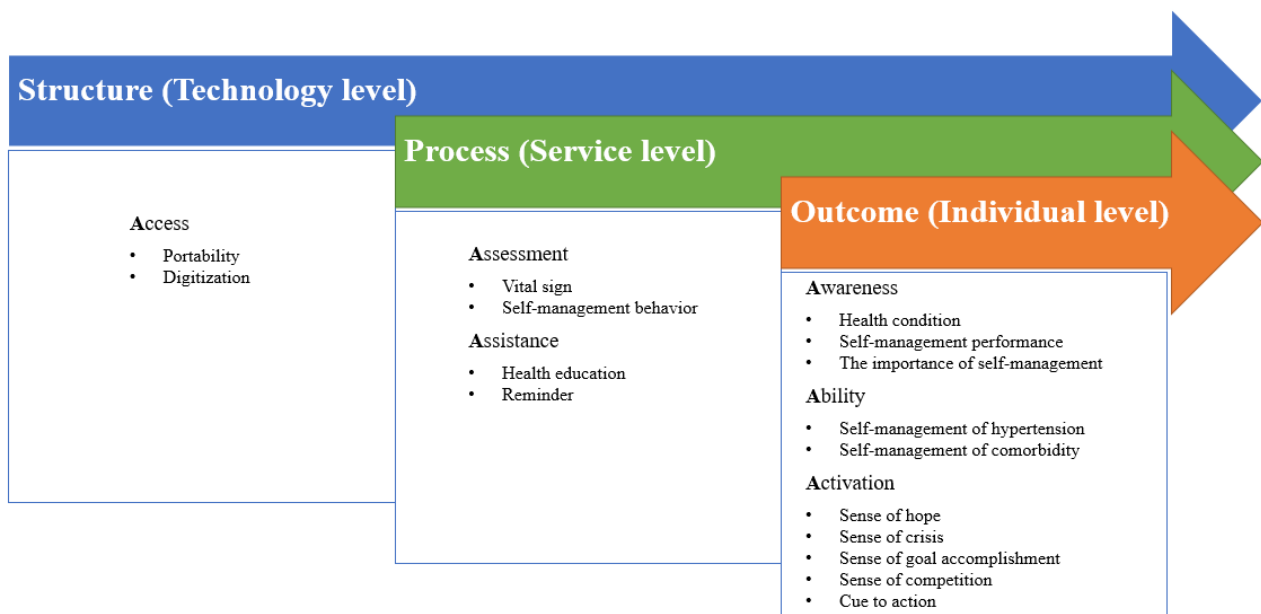 Structure (Technology level)
Access
• Portability
• Digitization
Process (Service level)
Assessment
• Vital sign
• Self-management behavior
Assistance
• Health education
• Reminder
Outcome (Individual level)
Awareness
• Health condition
• Self-management performance
• The importance of self-management
Ability
• Self-management of hypertension
• Self-management of comorbidity
Activation
• Sense of hope
• Sense of crisis
• Sense of goal accomplishment
• Sense of competition
• Cue to action